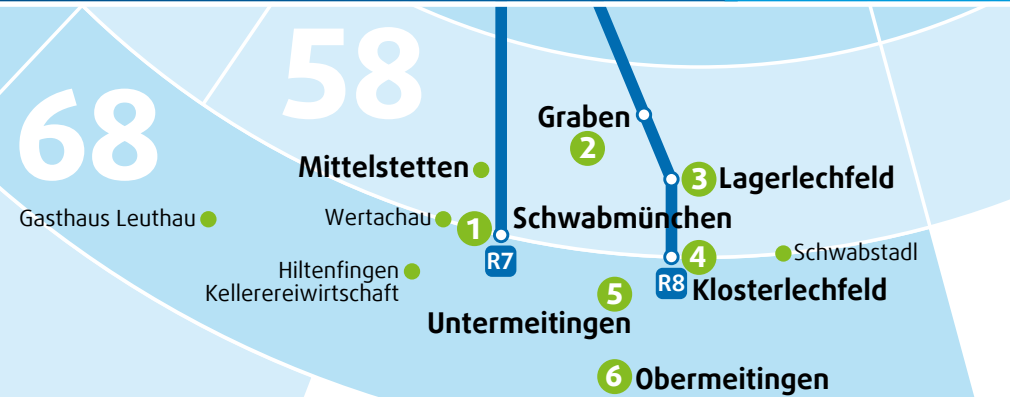 58
68
Graben
2
Mittelstetten
3 Lagerlechfeld
Gasthaus Leuthau
Wertachau
1 Schwabmünchen
R7
4
Schwabstadl
Hiltenfingen
Kellerereiwirtschaft
R8 Klosterlechfeld
5
Untermeitingen
6 Obermeitingen